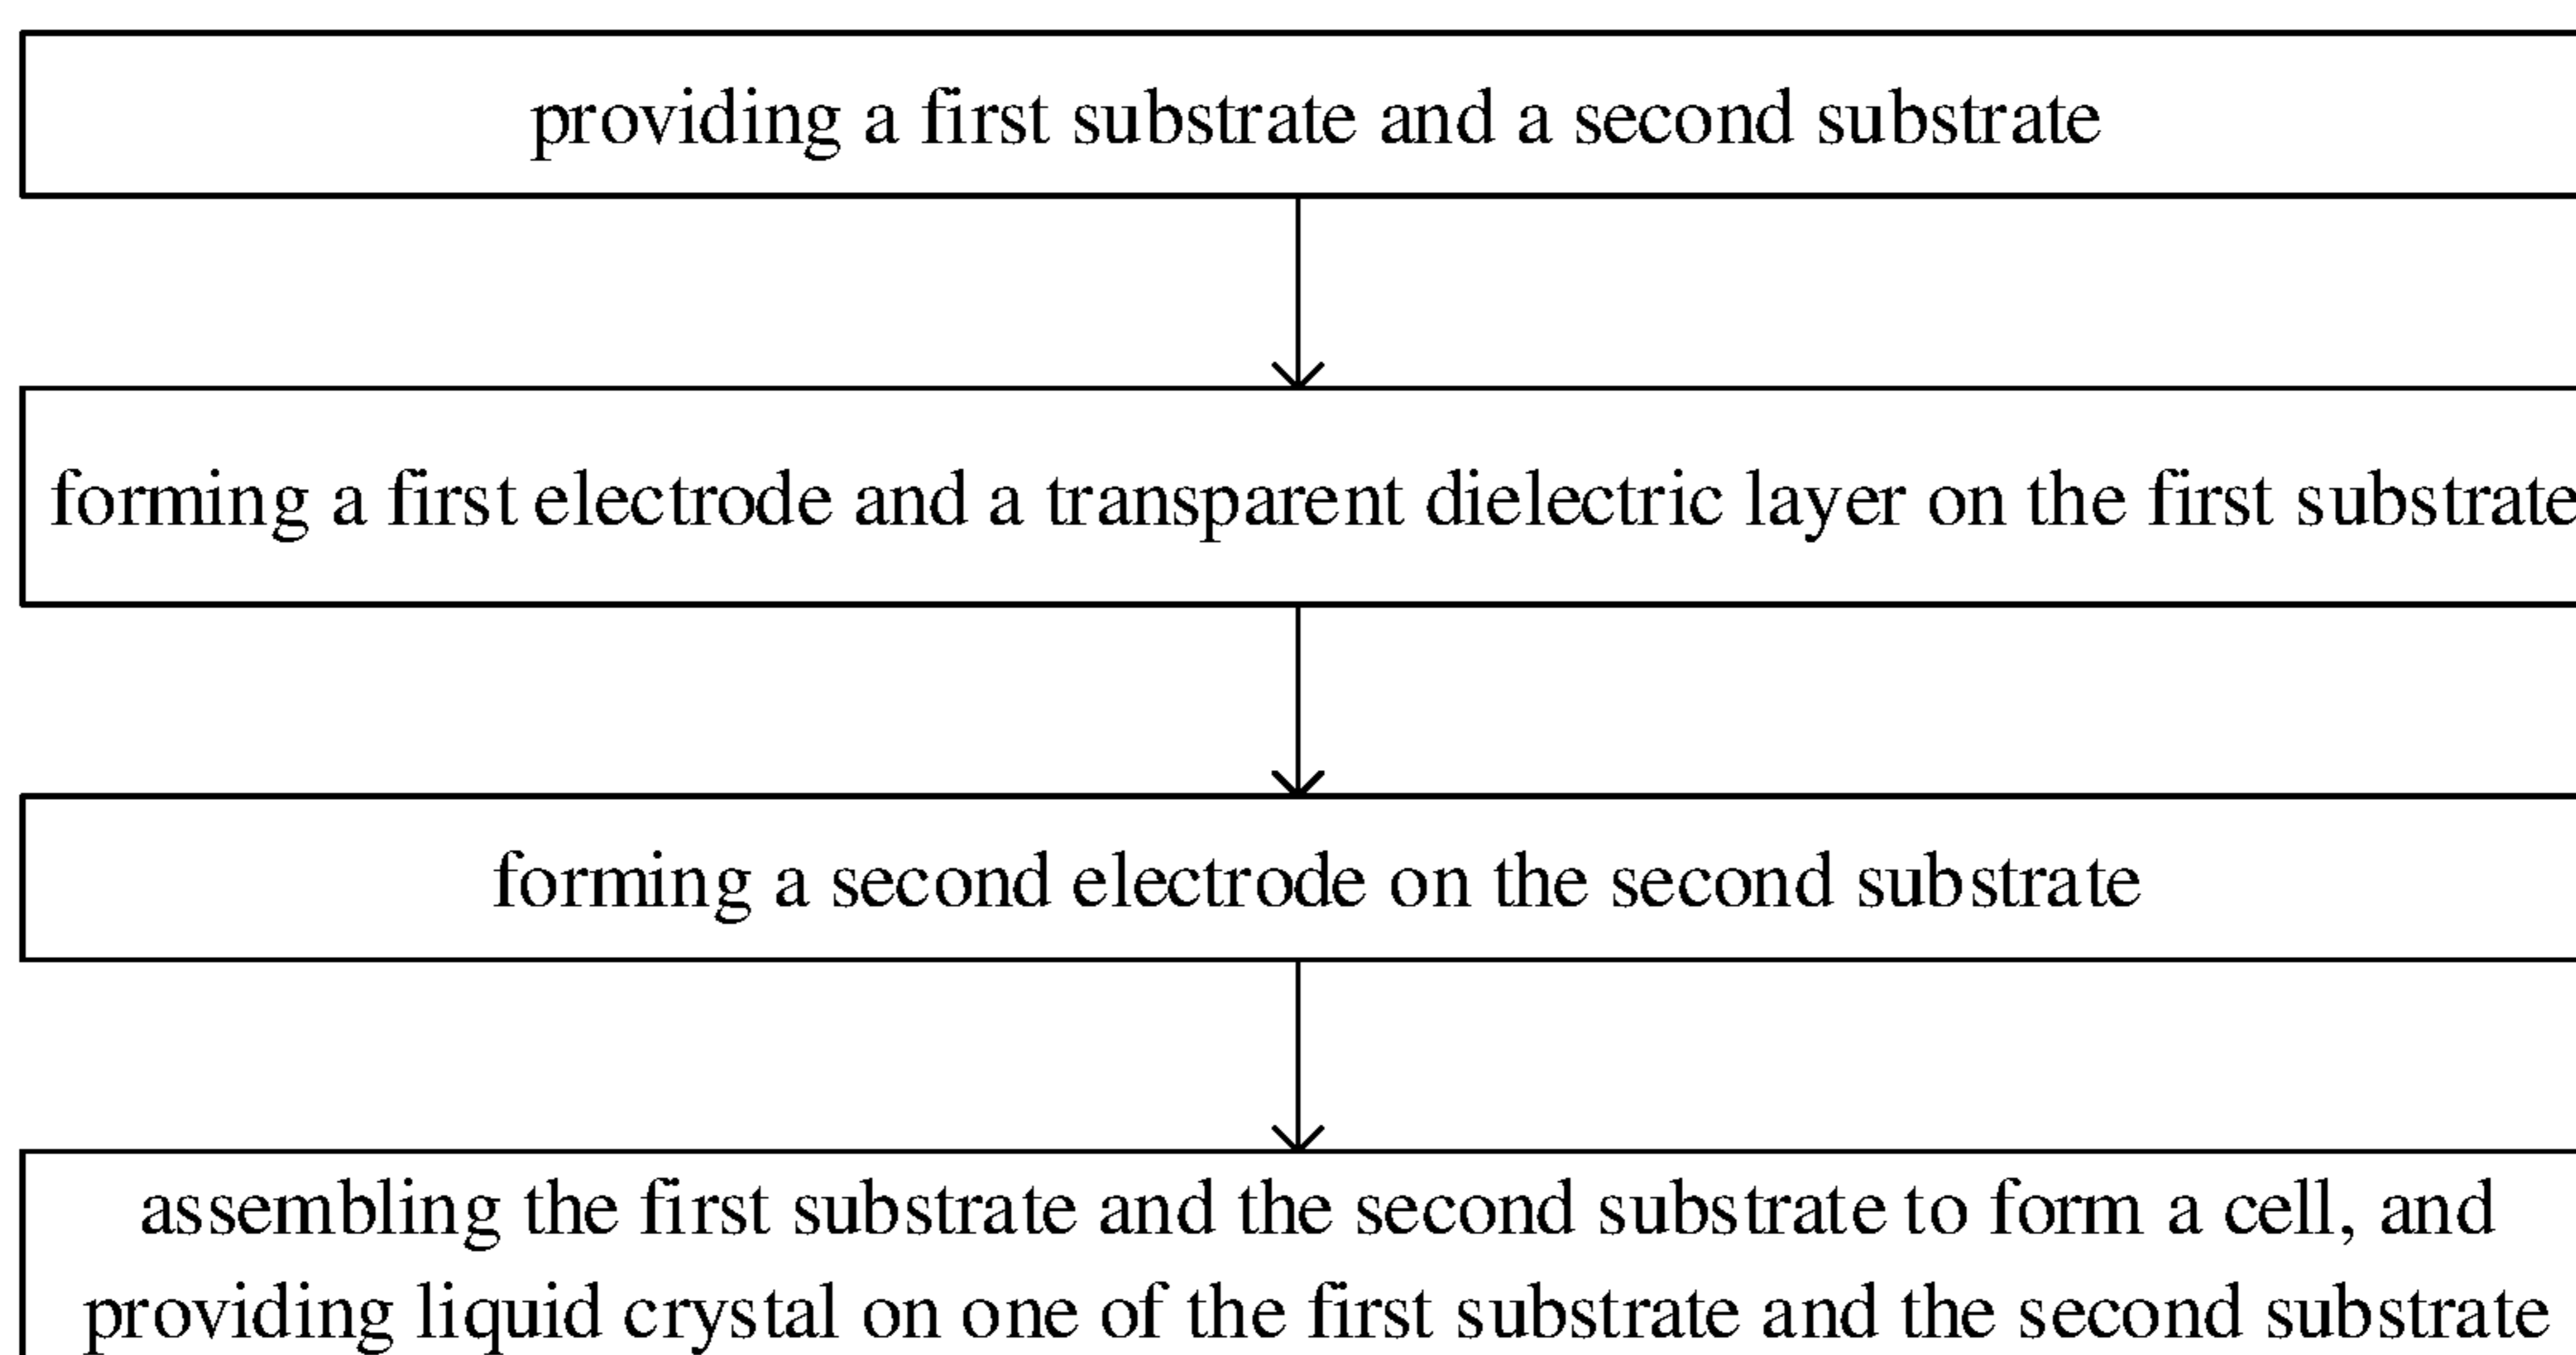 providing a first substrate and a second substrate
forming a first electrode and a transparent dielectric layer on the first substrate
forming a second electrode on the second substrate
assembling the first substrate and the second substrate to form a cell, and
providing liquid crystal on one of the first substrate and the second substrate